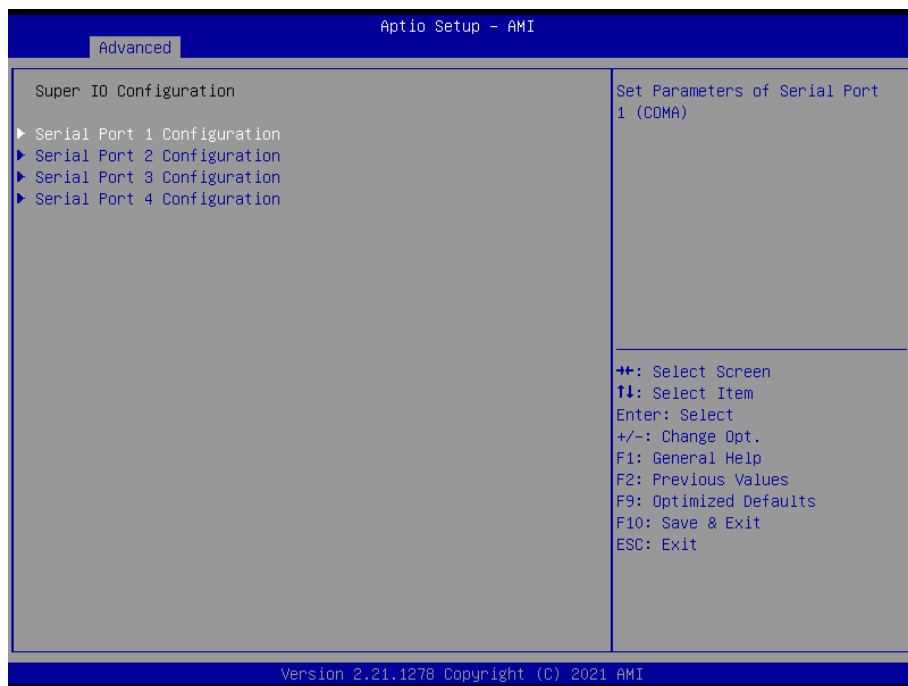 Aptio Setup – AMI
Advanced
Super IO Configuration
▶ Serial Port 1 Configuration
▶ Serial Port 2 Configuration
▶ Serial Port 3 Configuration
▶ Serial Port 4 Configuration
Set Parameters of Serial Port
1 (COMA)
→←: Select Screen
↑↓: Select Item
Enter: Select
+/-: Change Opt.
F1: General Help
F2: Previous Values
F9: Optimized Defaults
F10: Save & Exit
ESC: Exit
Version 2.21.1278 Copyright (C) 2021 AMI